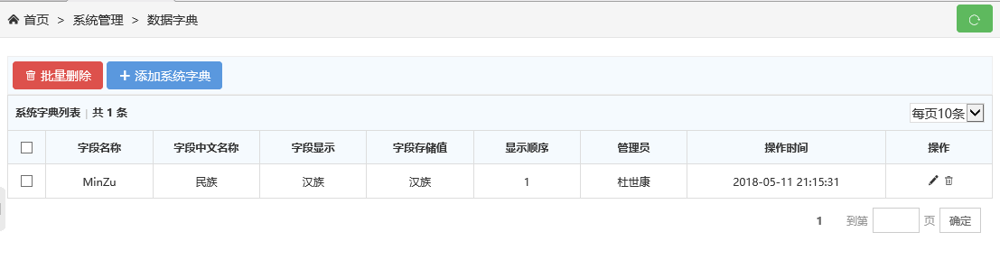 首页 > 系统管理 > 数据字典
批量删除 添加系统字典
系统字典列表 | 共 1 条 每页10条
字段名称 字段中文名称 字段显示 字段存储值 显示顺序 管理员 操作时间 操作
MinZu 民族 汉族 汉族 1 杜世康 2018-05-11 21:15:31
1 到第 页 确定